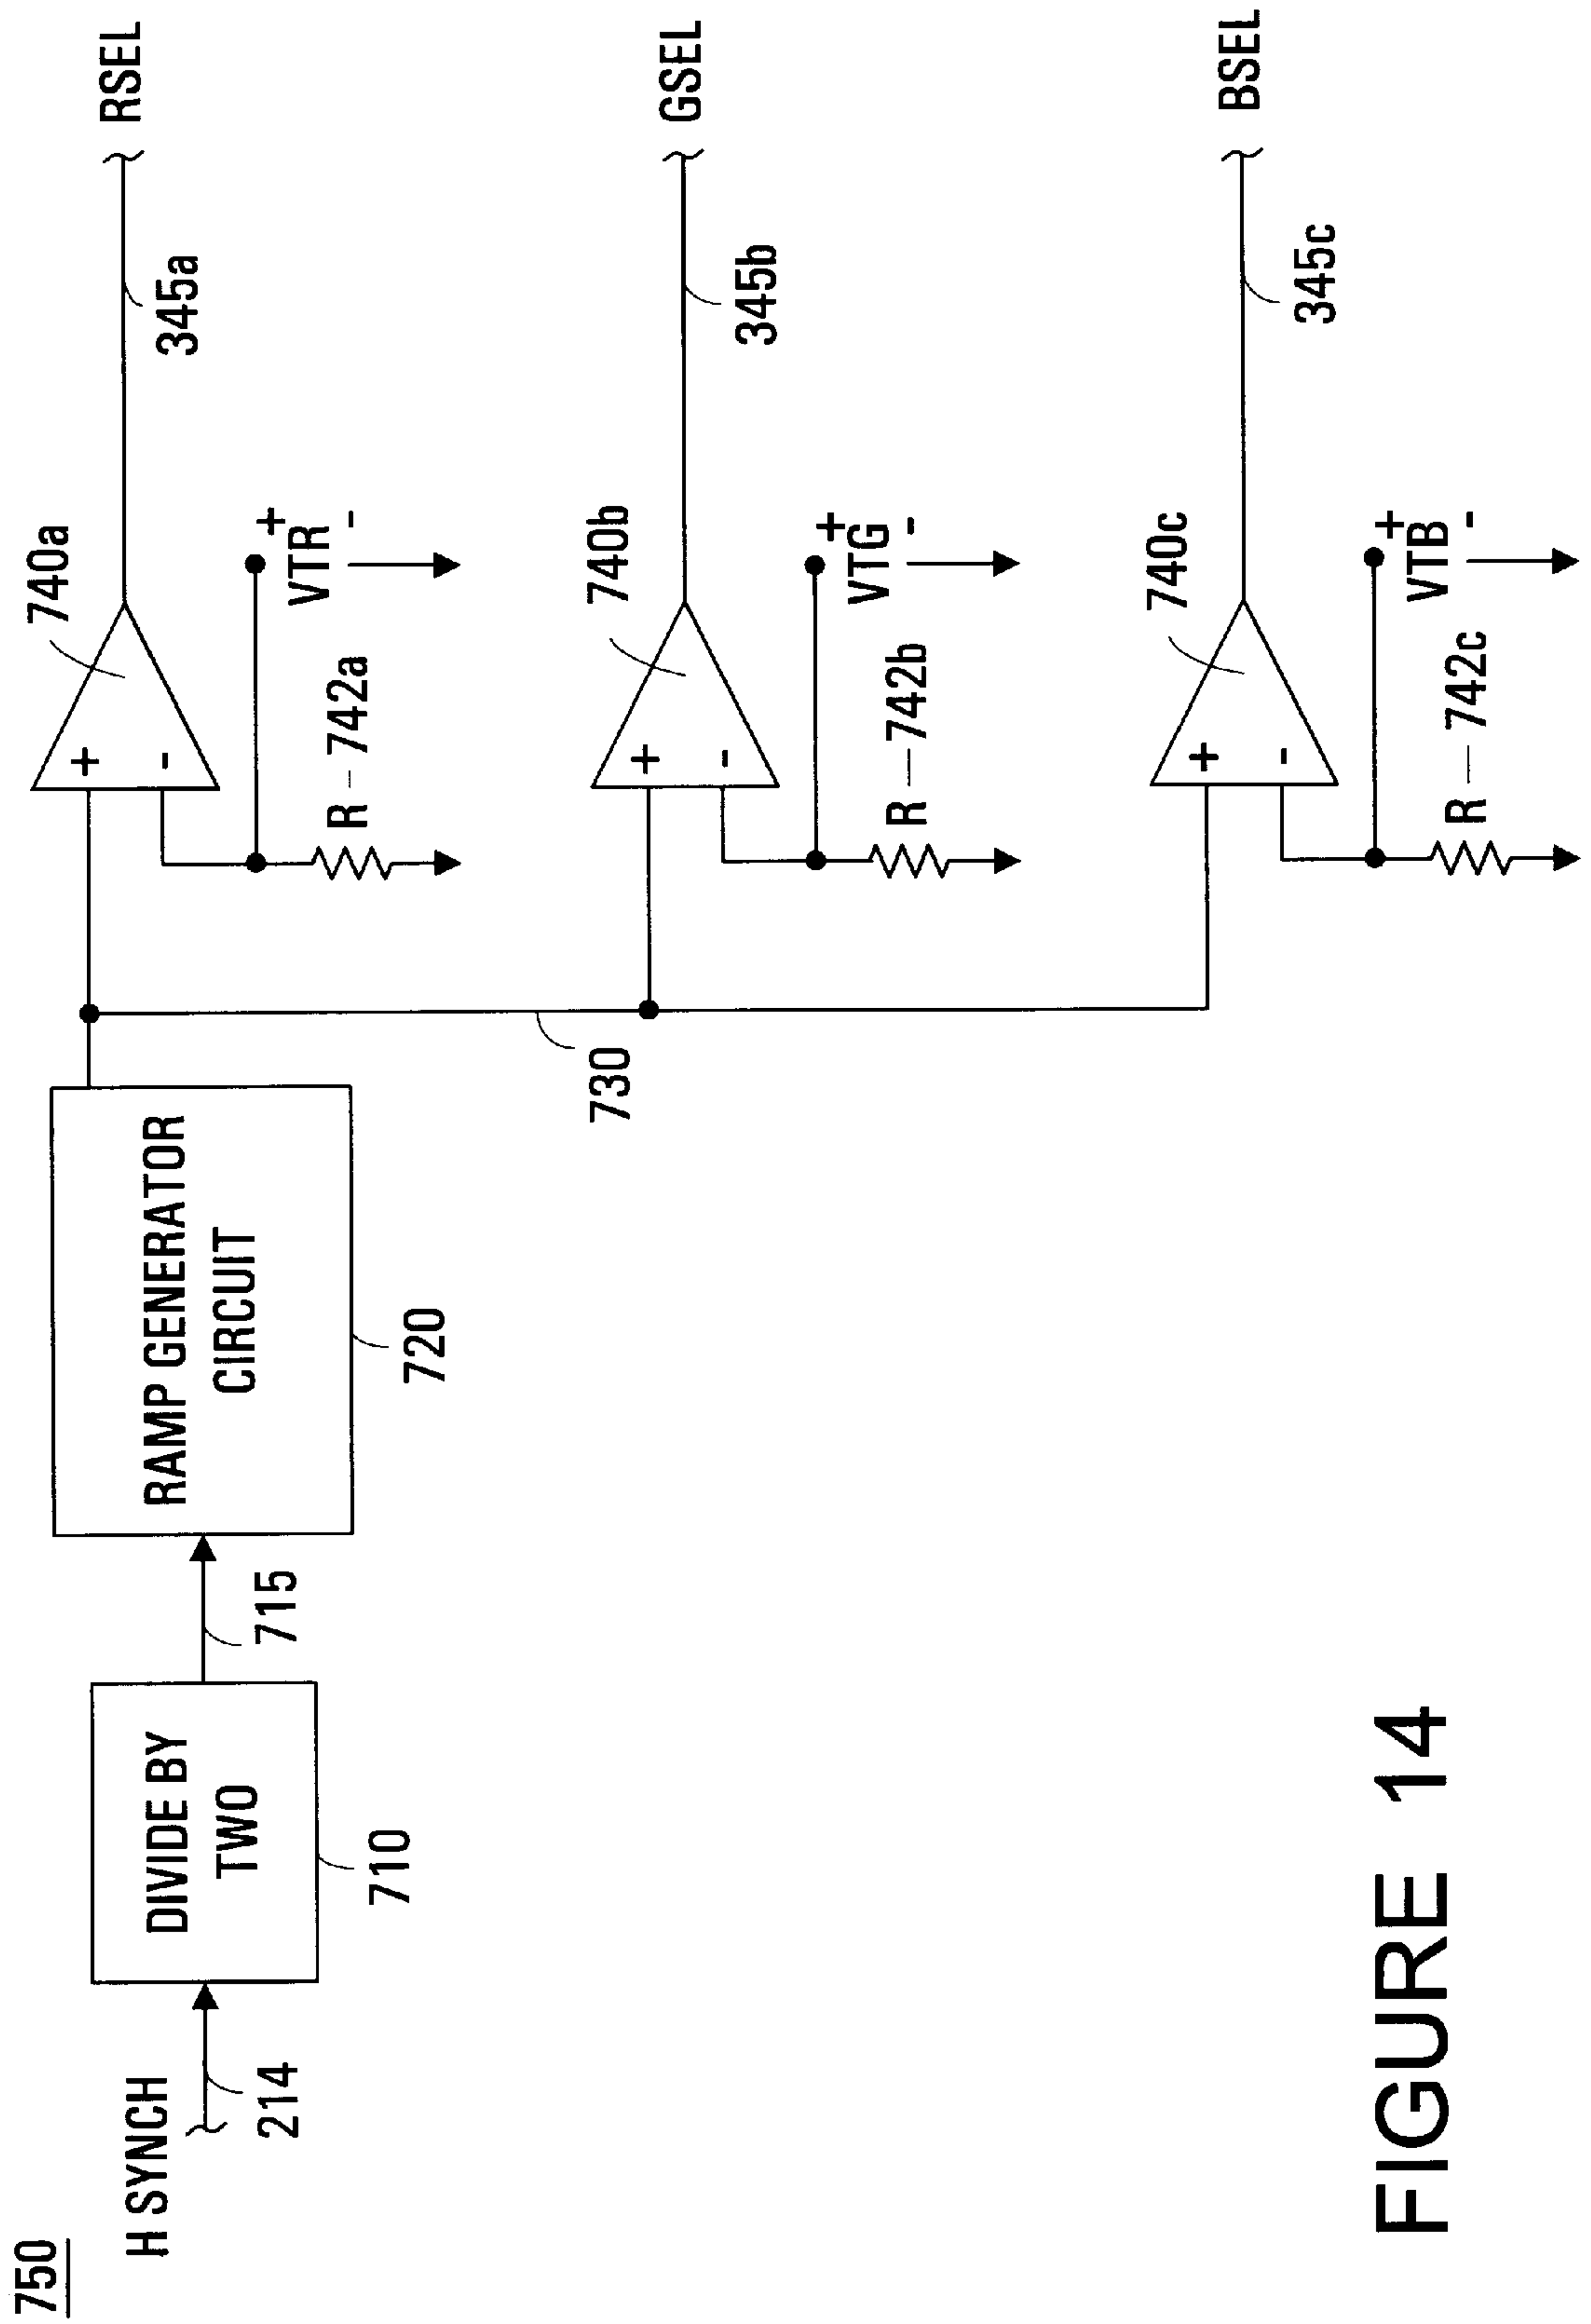 750
H SYNCH
214
DIVIDE BY
TWO
710
715
RAMP GENERATOR
CIRCUIT
720
730
740a
+
-
R 742a
+
VTR
-
345a
RSEL
740b
+
-
R 742b
+
VTG
-
345b
GSEL
740c
+
-
R 742c
+
VTB
-
345c
BSEL
FIGURE 14